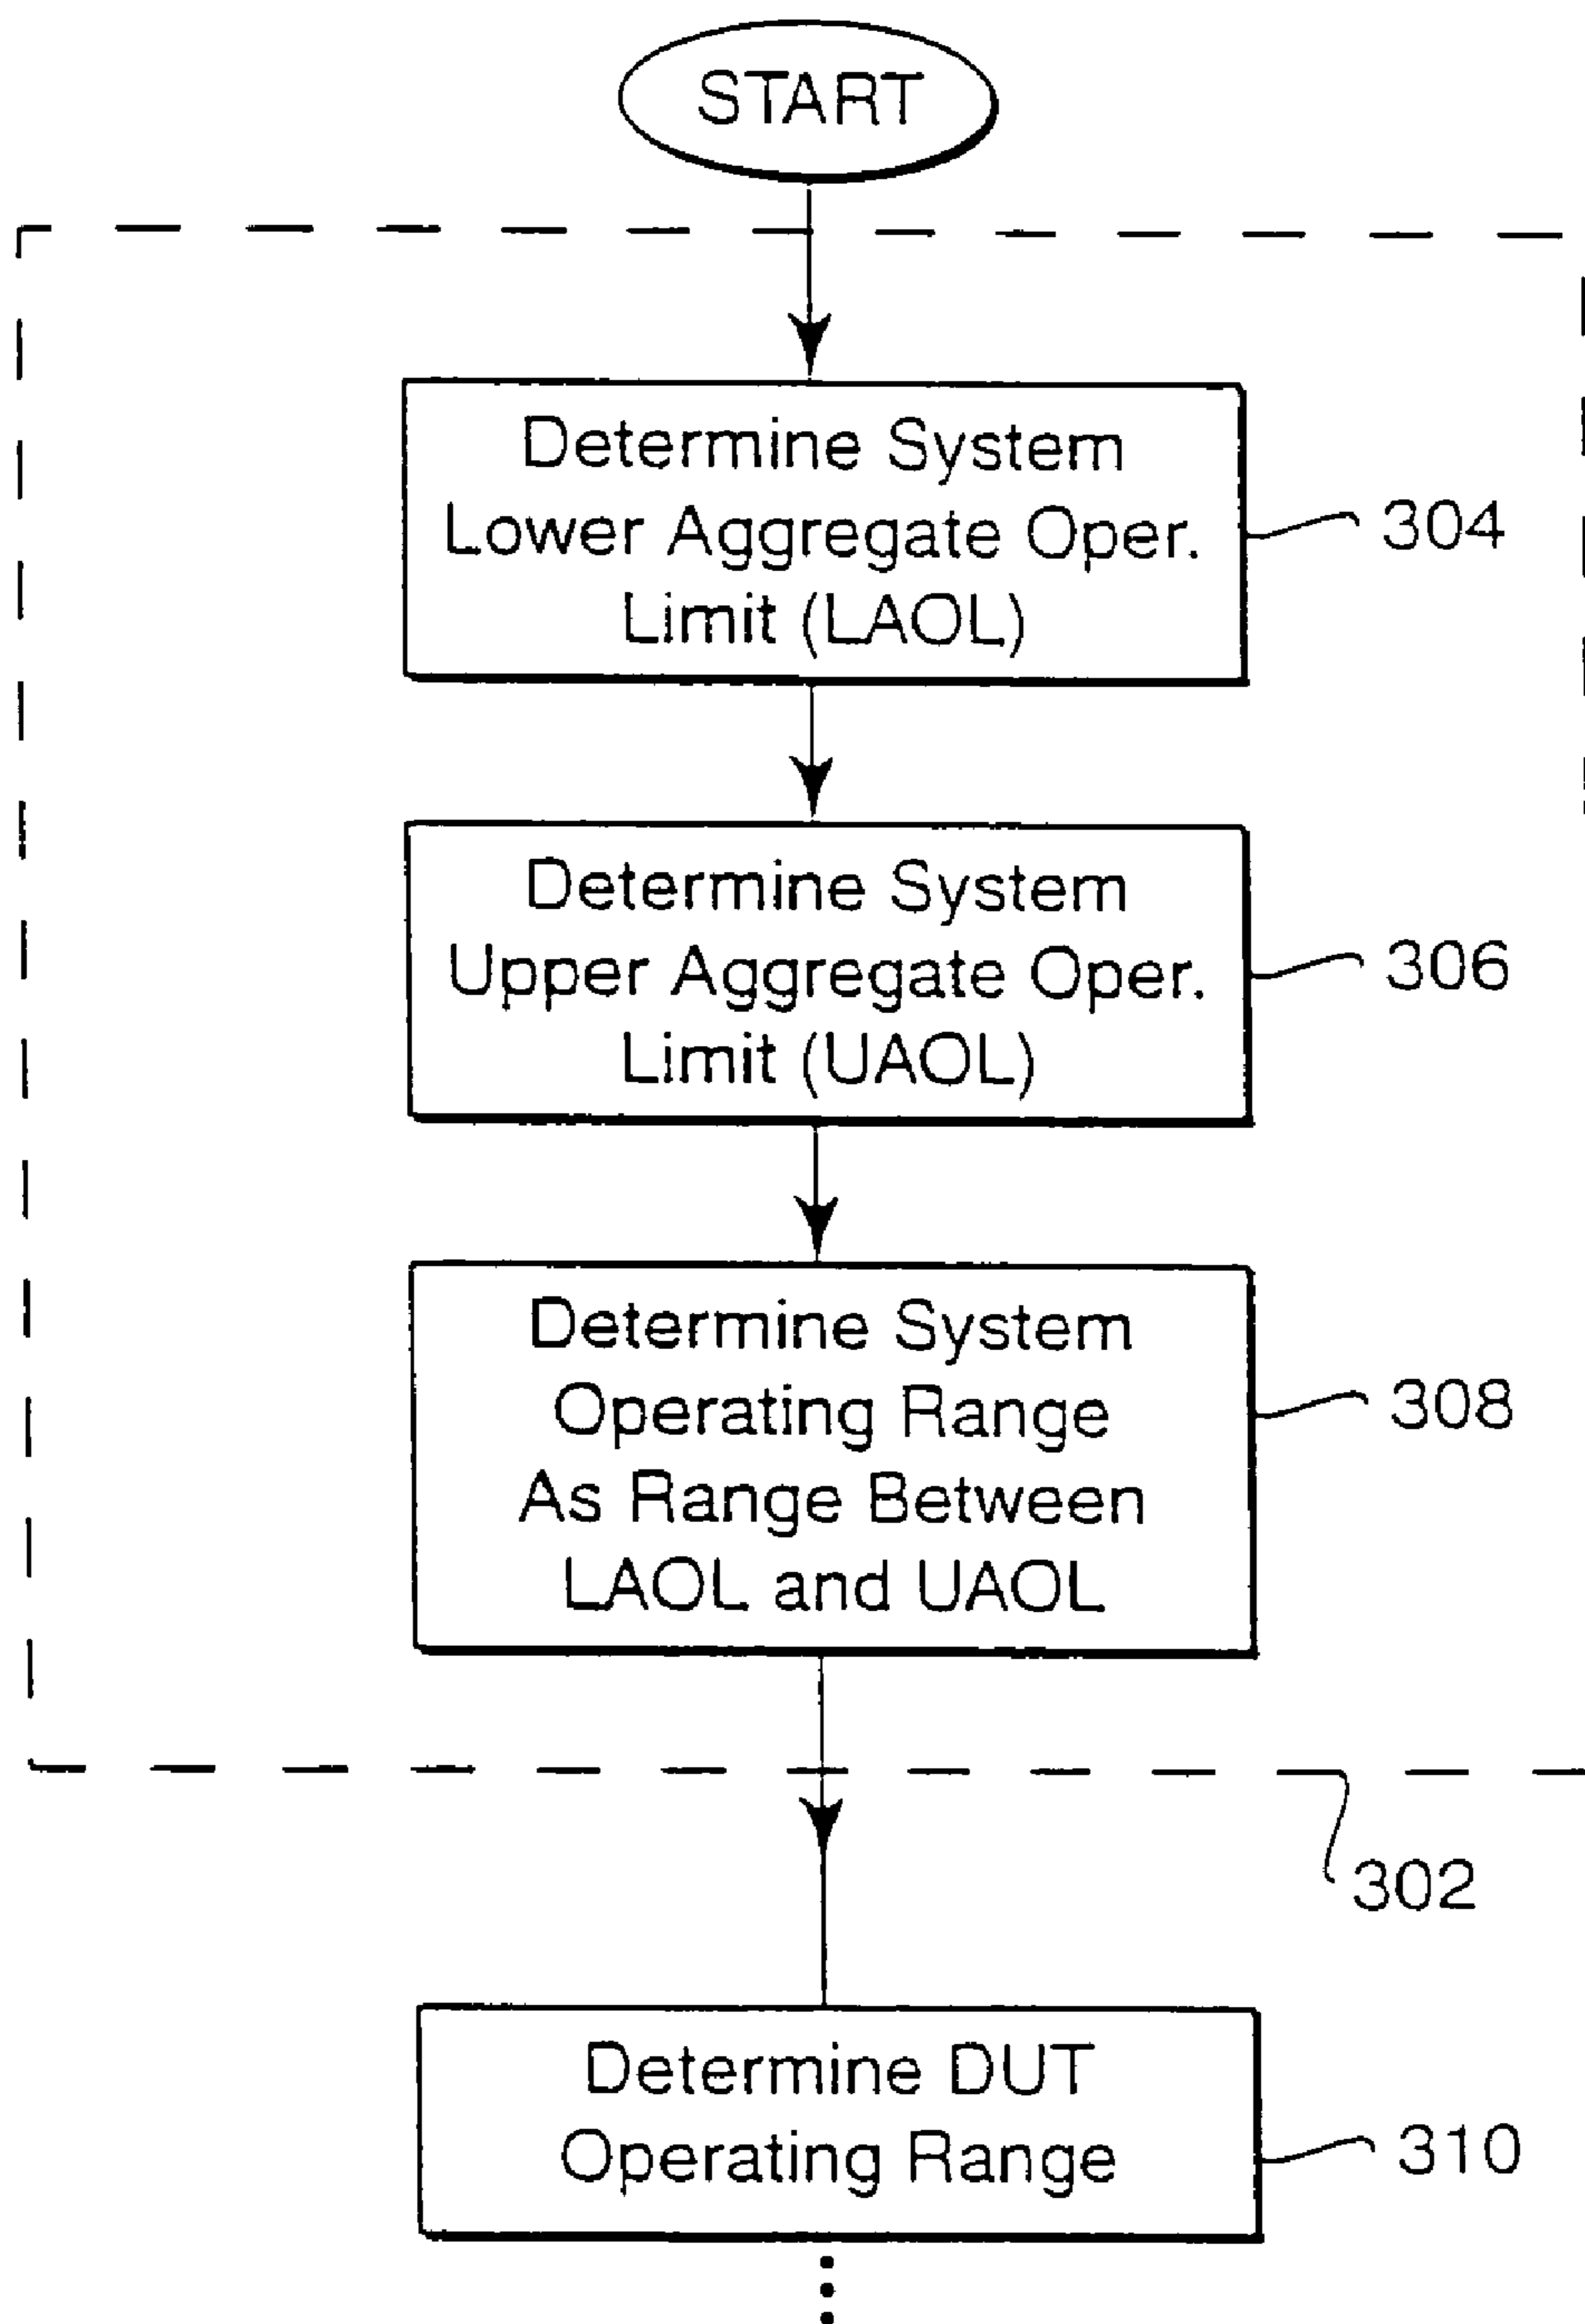 START
Determine System
Lower Aggregate Oper.
Limit (LAOL)
304
Determine System
Upper Aggregate Oper.
Limit (UAOL)
306
Determine System
Operating Range
As Range Between
LAOL and UAOL
308
302
Determine DUT
Operating Range
310